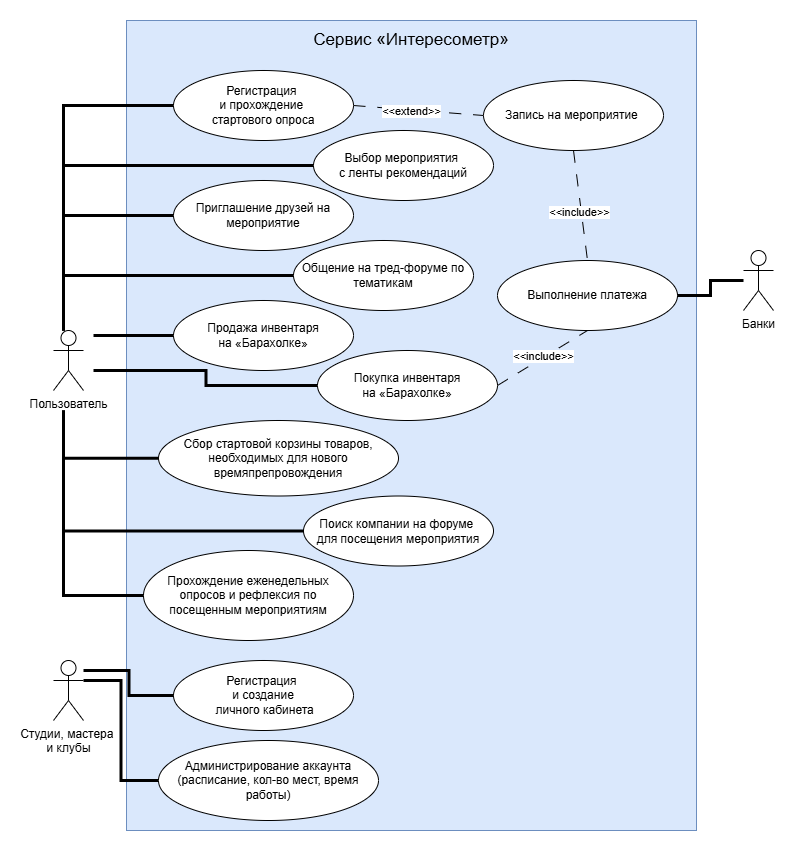 Сервис «Интересометр»
Регистрация
и прохождение
стартового опроса
<<extend>>
Запись на мероприятие
Выбор мероприятия
с ленты рекомендаций
Приглашение друзей на
мероприятие
<<include>>
Общение на тред-форуме по
тематикам
Выполнение платежа
Банки
Продажа инвентаря
на «Барахолке»
<<include>>
Покупка инвентаря
на «Барахолке»
Пользователь
Сбор стартовой корзины товаров,
необходимых для нового
времяпрепровождения
Поиск компании на форуме
для посещения мероприятия
Прохождение еженедельных
опросов и рефлексия по
посещенным мероприятиям
Регистрация
и создание
личного кабинета
Студии, мастера
и клубы
Администрирование аккаунта
(расписание, кол-во мест, время
работы)